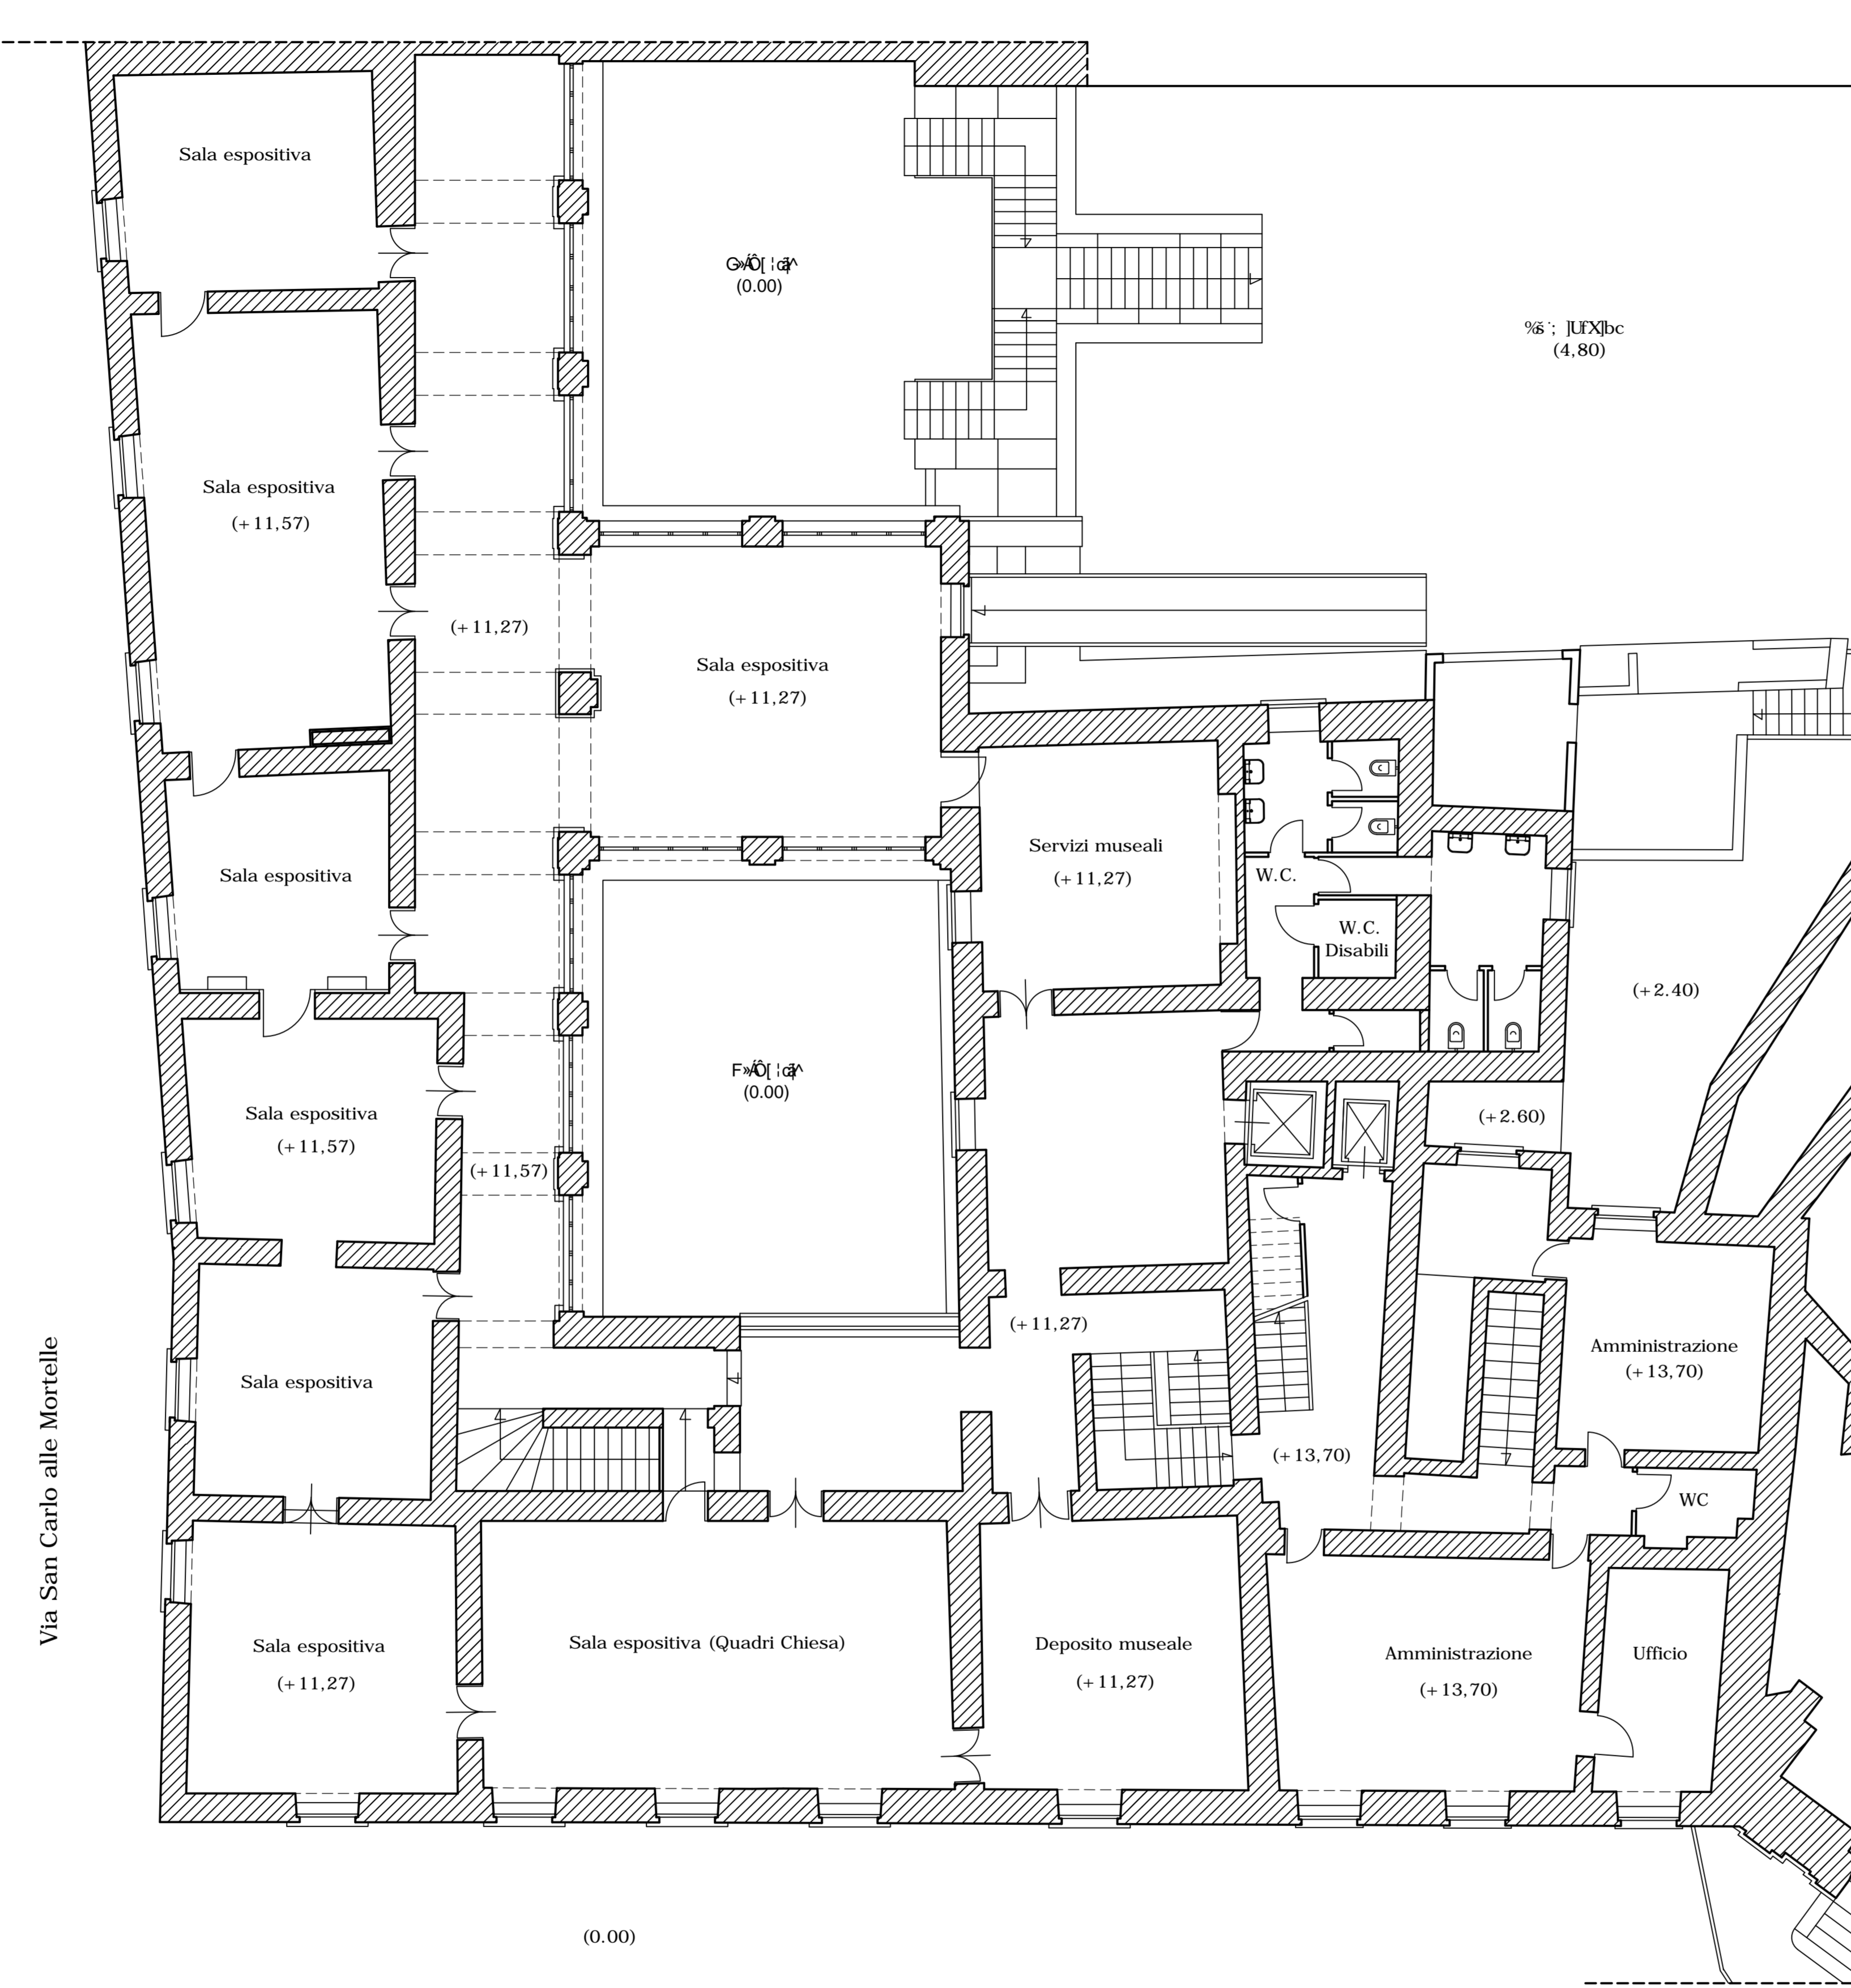 Sala espositiva
(0.00)
(4,80)
Sala espositiva
(+11,57)
(+11,27)
Sala espositiva
(+11,27)
Servizi museali
(+11,27)
W.C.
W.C.
Disabili
Sala espositiva
(+2.40)
(0.00)
Sala espositiva
(+11,57)
(+11,57)
(+2.60)
(+11,27)
Amministrazione
(+13,70)
Sala espositiva
(+13,70)
WC
Via San Carlo alle Mortelle
Sala espositiva
(+11,27)
Sala espositiva (Quadri Chiesa)
Deposito museale
(+11,27)
Amministrazione
(+13,70)
Ufficio
(0.00)